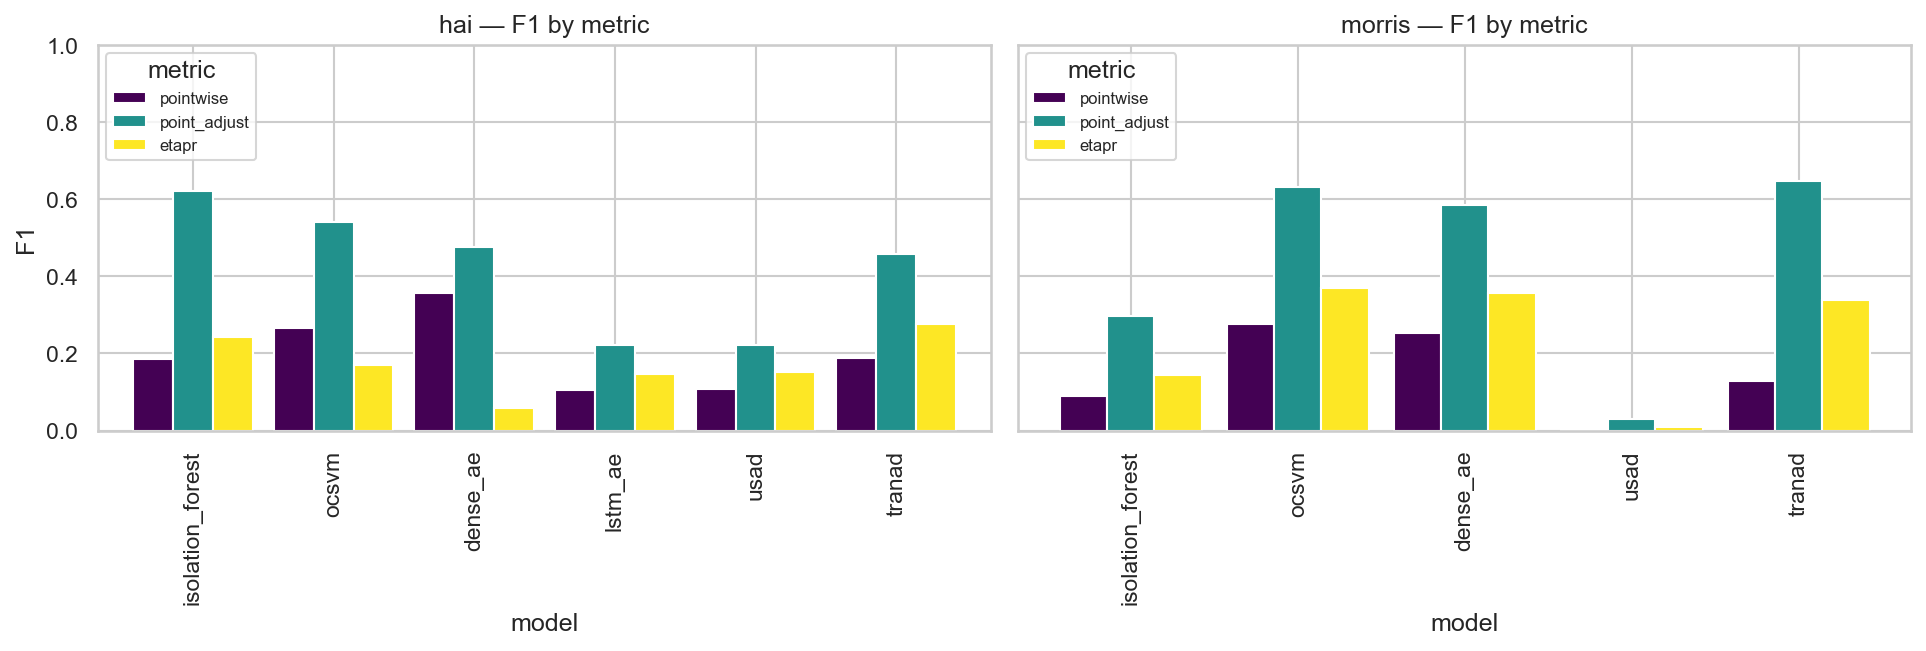 hai — F1 by metric
metric
pointwise
point_adjust
etapr
F1
1.0
0.8
0.6
0.4
0.2
0.0
isolation_forest
ocsvm
dense_ae
lstm_ae
usad
tranad
model
morris — F1 by metric
metric
pointwise
point_adjust
etapr
isolation_forest
ocsvm
dense_ae
usad
tranad
model